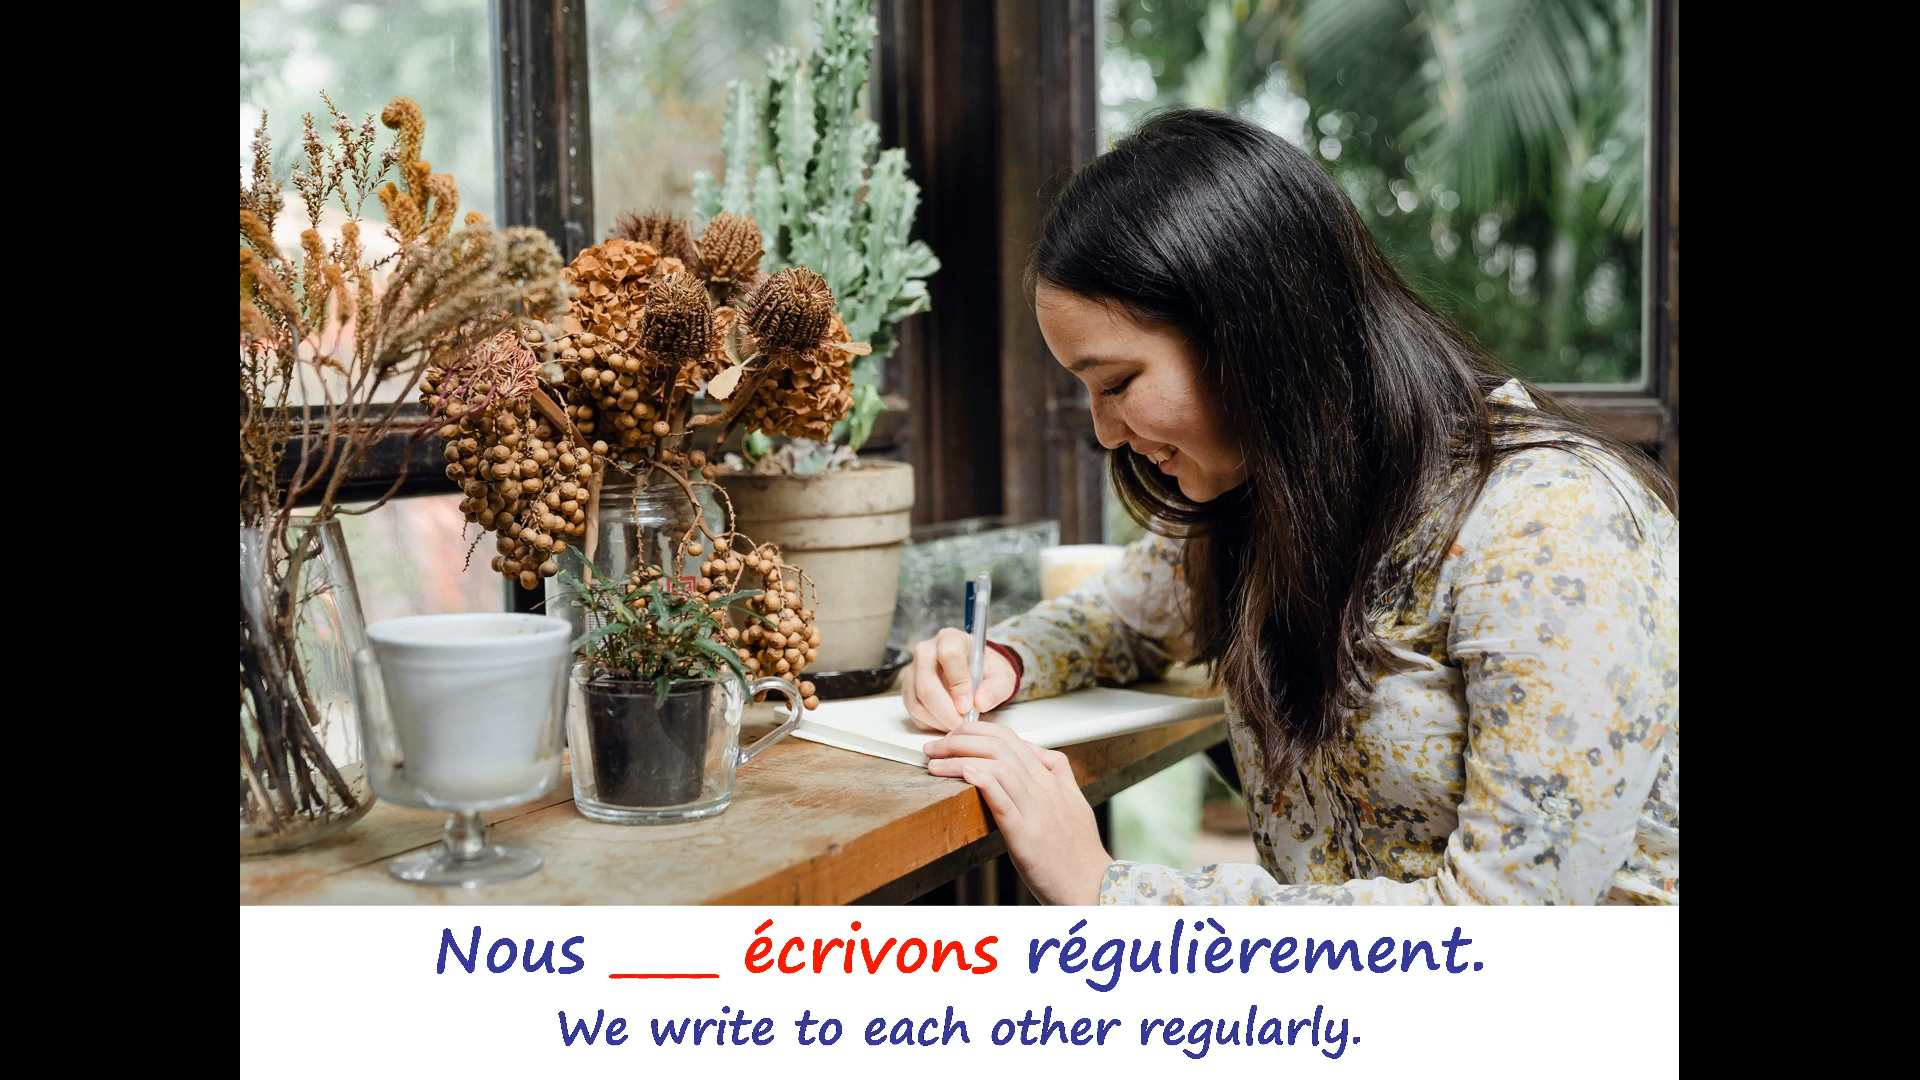 Nous ___ écrivons régulièrement.
We write to each other regularly.